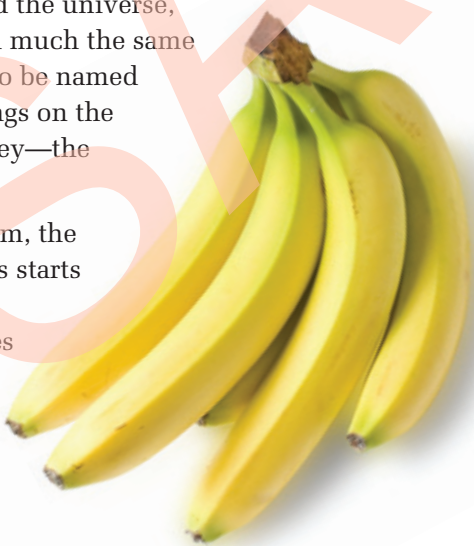 d the universe,
much the same
o be named
ngs on the
ey—the
m, the
s starts
es